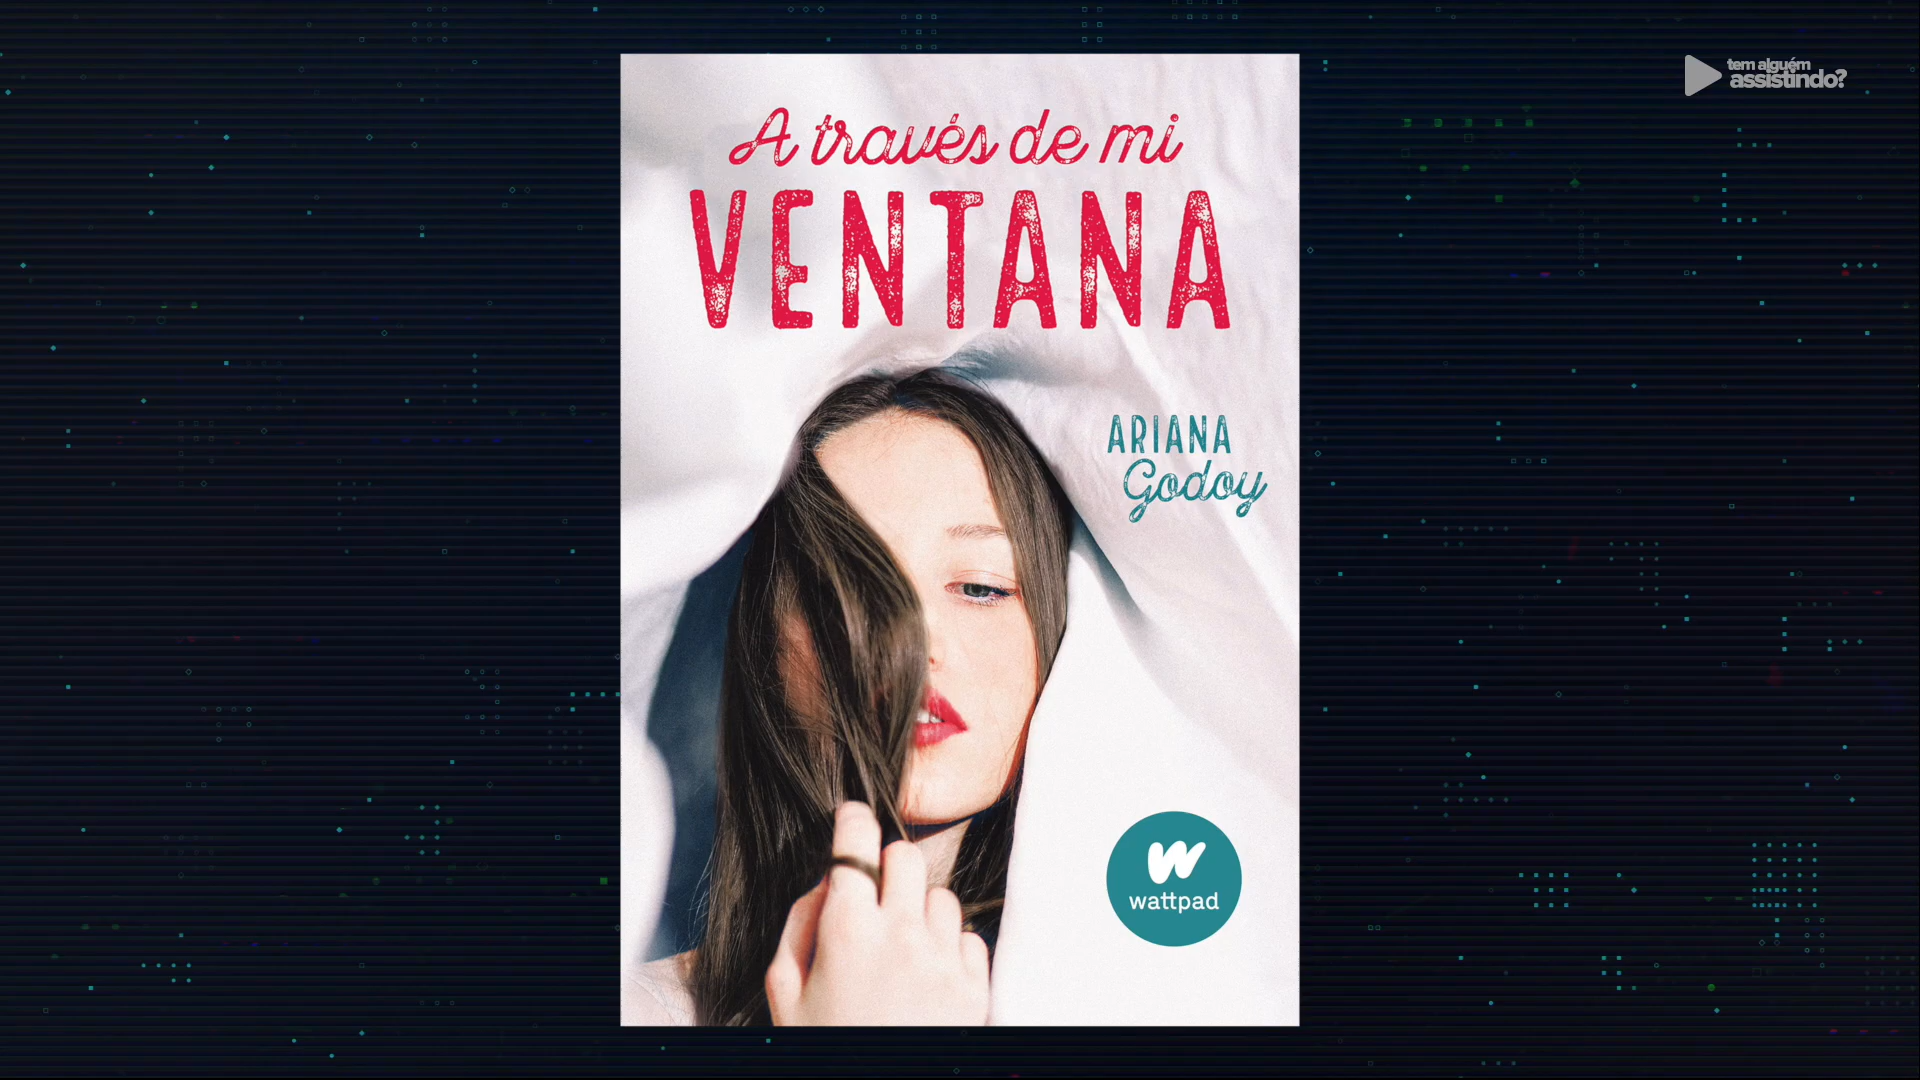 A través de mi
VENTANA
ARIANA
Godoy
wattpad
tem alguém
assistindo?